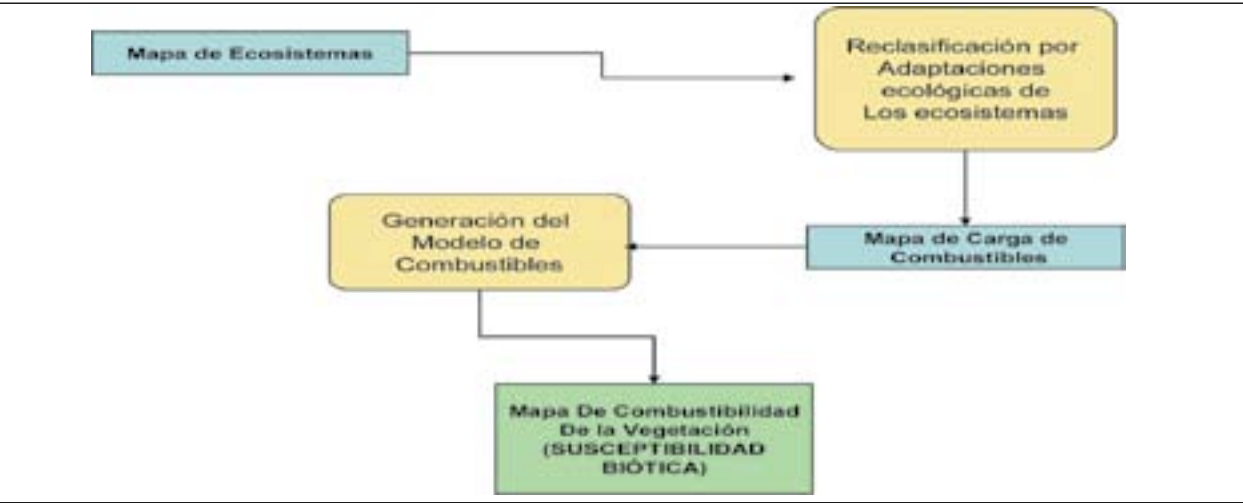 Mapa de Ecosistemas
Reclasificación por
Adaptaciones
ecológicas de
Los ecosistemas
Mapa de Carga de
Combustibles
Generación del
Modelo de
Combustibles
Mapa De Combustibilidad
De la Vegetación
(SUSCEPTIBILIDAD
BIÓTICA)